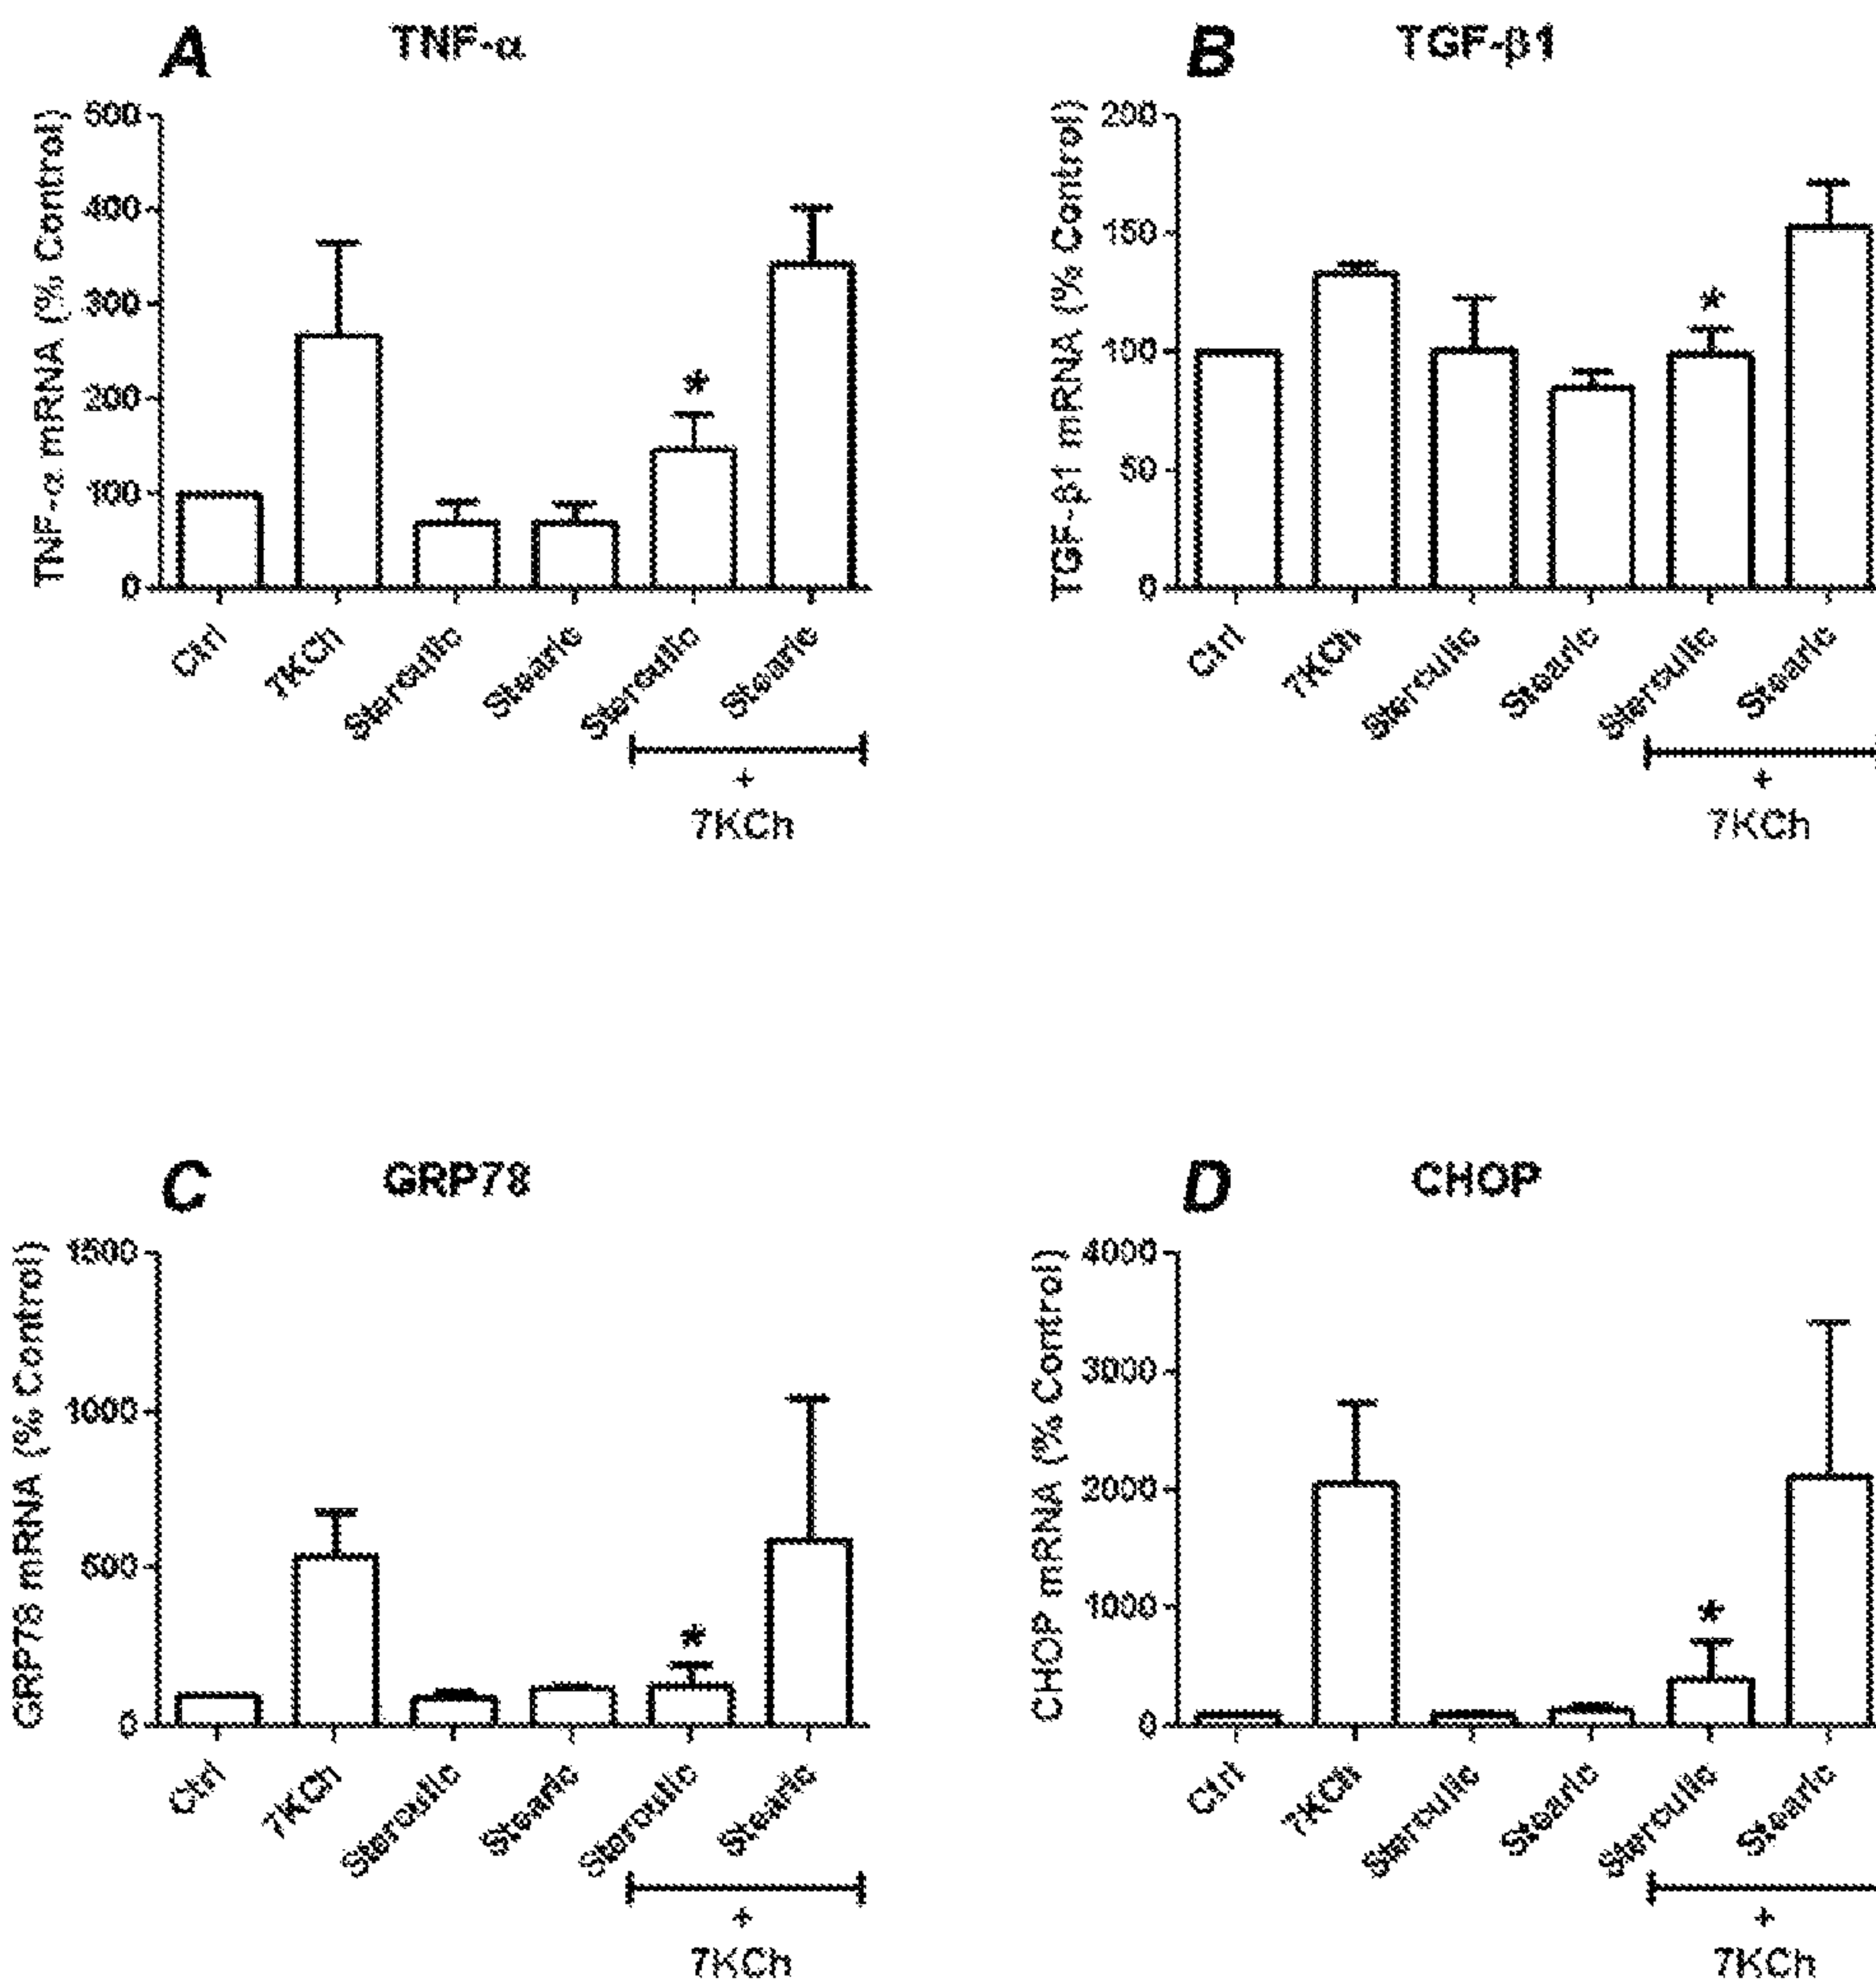 A TNF-α
TNF-α mRNA (% Control)
500
400
300
200
100
0
*
Ctrl
7KCh
Sterculic
Stearic
Sterculic
Stearic
+
7KCh
B TGF-β1
TGF-β1 mRNA (% Control)
200
150
100
50
0
*
Ctrl
7KCh
Sterculic
Stearic
Sterculic
Stearic
+
7KCh
C GRP78
GRP78 mRNA (% Control)
1500
1000
500
0
*
Ctrl
7KCh
Sterculic
Stearic
Sterculic
Stearic
+
7KCh
D CHOP
CHOP mRNA (% Control)
4000
3000
2000
1000
0
*
Ctrl
7KCh
Sterculic
Stearic
Sterculic
Stearic
+
7KCh